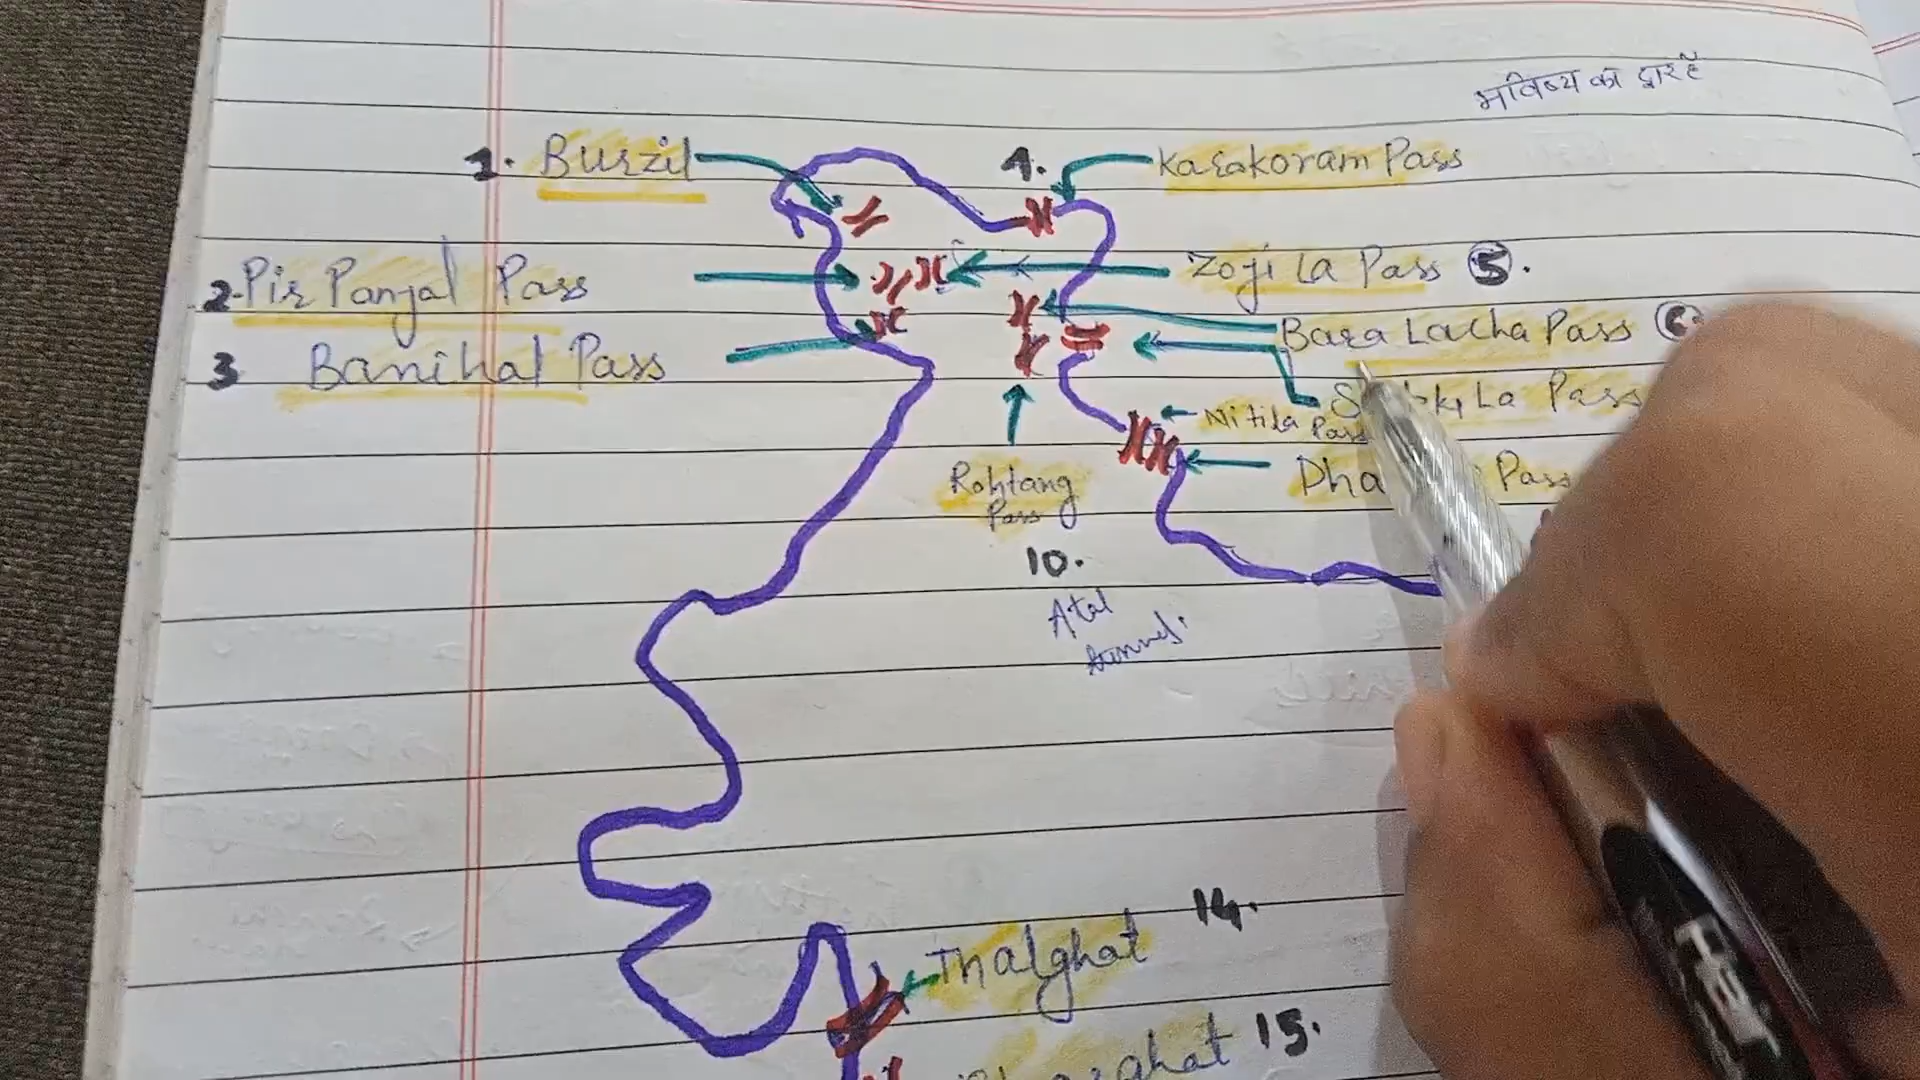 भविष्य का द्वार है
1. Burzil
4. Karakoram Pass
2. Pir Panjal Pass
Zoji La Pass 5.
3 Banihal Pass
Bara Lacha Pass
La Pass
Niti La Pass
Pass
Rohtang Pass
10.
Atal tunnel.
Thalghat 14.
15.